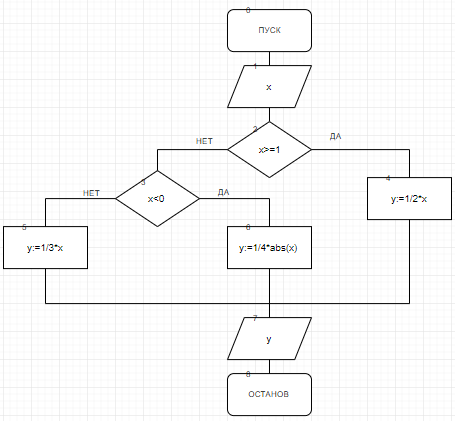 0
ПУСК
1
x
2
x>=1
НЕТ
ДА
3
x<0
НЕТ
ДА
4
y:=1/2*x
5
y:=1/3*x
6
y:=1/4*abs(x)
7
y
8
ОСТАНОВ